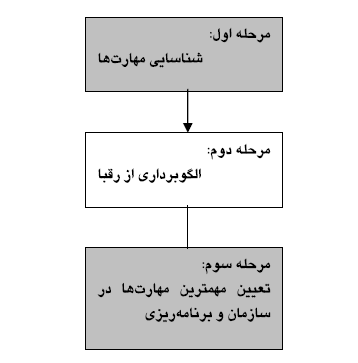 مرحله اول:
شناسایی مهارت‌ها
مرحله دوم:
الگوبرداری از رقبا
مرحله سوم:
تعیین مهمترین مهارت‌ها در
سازمان و برنامه‌ریزی